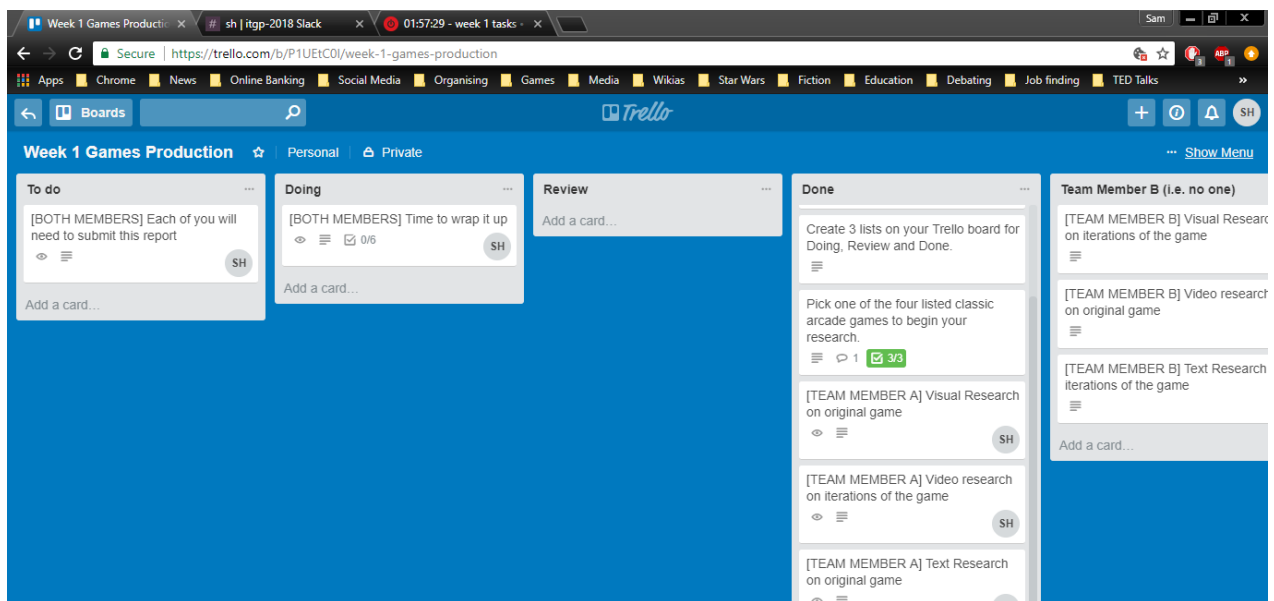 Week 1 Games Productio
sh | itgp-2018 Slack
01:57:29 - week 1 tasks -
Sam
Secure
https://trello.com/b/P1UEtC0l/week-1-games-production
3
ABP
1
Apps
Chrome
News
Online Banking
Social Media
Organising
Games
Media
Wikias
Star Wars
Fiction
Education
Debating
Job finding
TED Talks
»
Boards
Trello
SH
Week 1 Games Production
Personal
Private
... Show Menu
To do
[BOTH MEMBERS] Each of you will
need to submit this report
SH
Add a card...
Doing
[BOTH MEMBERS] Time to wrap it up
0/6
SH
Add a card...
Review
Add a card...
Done
Create 3 lists on your Trello board for
Doing, Review and Done.
Pick one of the four listed classic
arcade games to begin your
research.
1
3/3
[TEAM MEMBER A] Visual Research
on original game
SH
[TEAM MEMBER A] Video research
on iterations of the game
SH
[TEAM MEMBER A] Text Research
on original game
Team Member B (i.e. no one)
[TEAM MEMBER B] Visual Researc
on iterations of the game
[TEAM MEMBER B] Video research
on original game
[TEAM MEMBER B] Text Research
iterations of the game
Add a card...